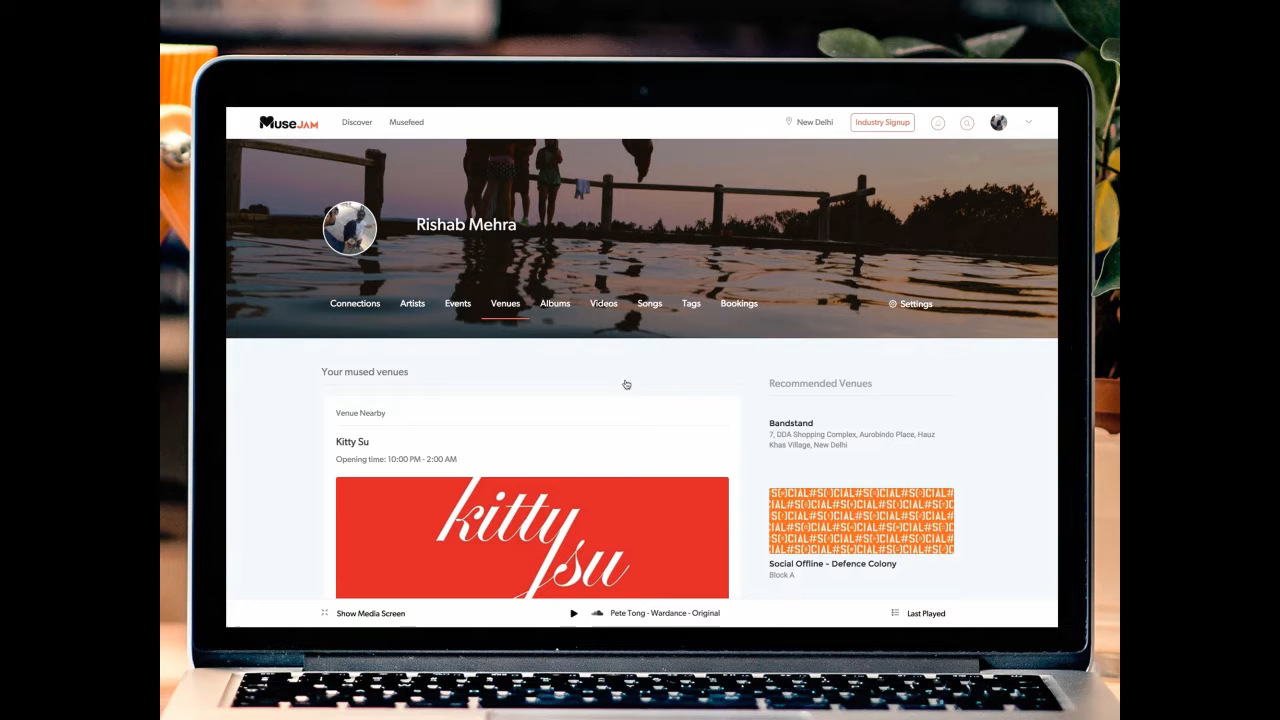 MuseJAM
Discover
Musefeed
New Delhi
Industry Signup
Rishab Mehra
Connections
Artists
Events
Venues
Albums
Videos
Songs
Tags
Bookings
Settings
Your mused venues
Venue Nearby
Kitty Su
Opening time: 10:00 PM - 2:00 AM
kitty
su
Recommended Venues
Bandstand
7, DDA Shopping Complex, Aurobindo Place, Hauz
Khas Village, New Delhi
Social Offline - Defence Colony
Block A
Show Media Screen
Pete Tong - Wardance - Original
Last Played